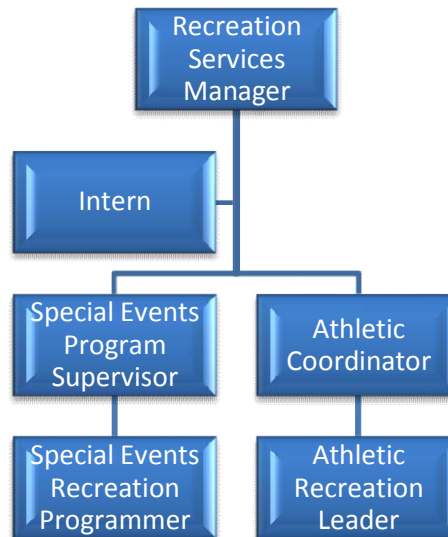 Recreation
Services
Manager
Intern
Special Events
Program
Supervisor
Athletic
Coordinator
Special Events
Recreation
Programmer
Athletic
Recreation
Leader